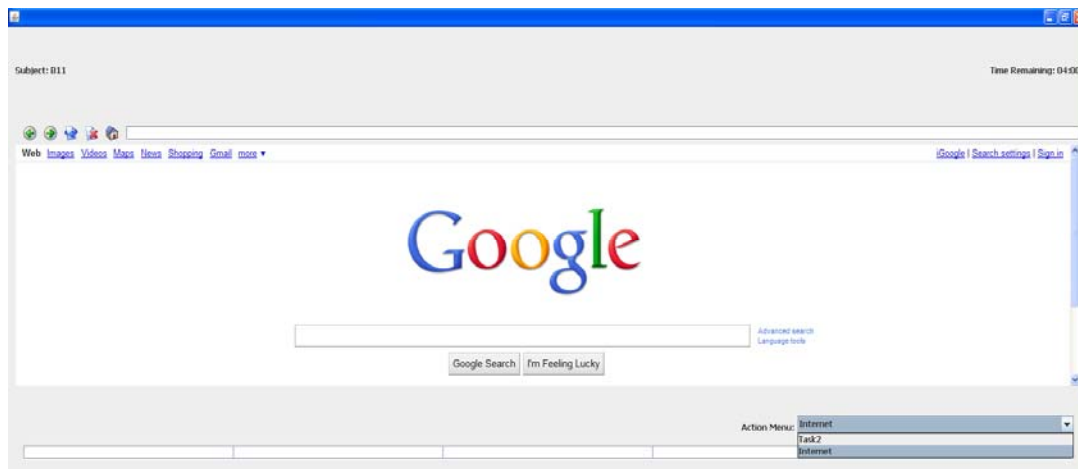 Subject: B11
Time Remaining: 04:00
Web Images Videos Maps News Shopping Gmail more ▼
iGoogle | Search settings | Sign in
Google
Advanced search
Language tools
Google Search I'm Feeling Lucky
Action Menu: Internet
Task2
Internet